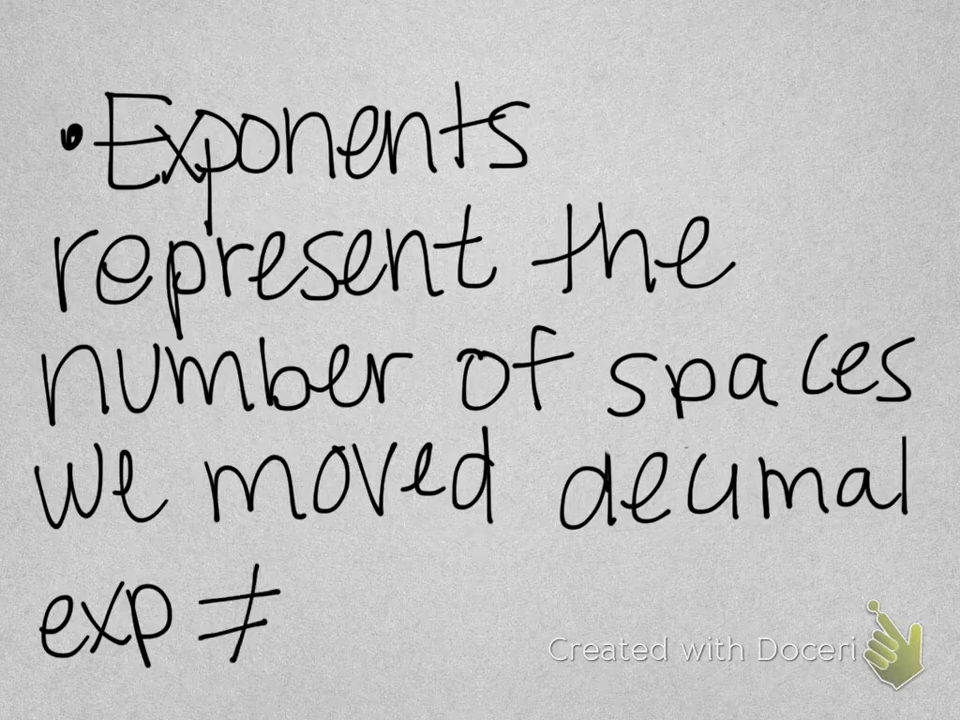 • Exponents
represent the
number of spaces
we moved decimal
exp ≠
Created with Doceri